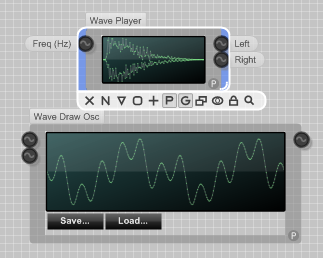 Wave Player
Freq (Hz)
Left
Right
P
P G
Wave Draw Osc
Save...
Load...
P